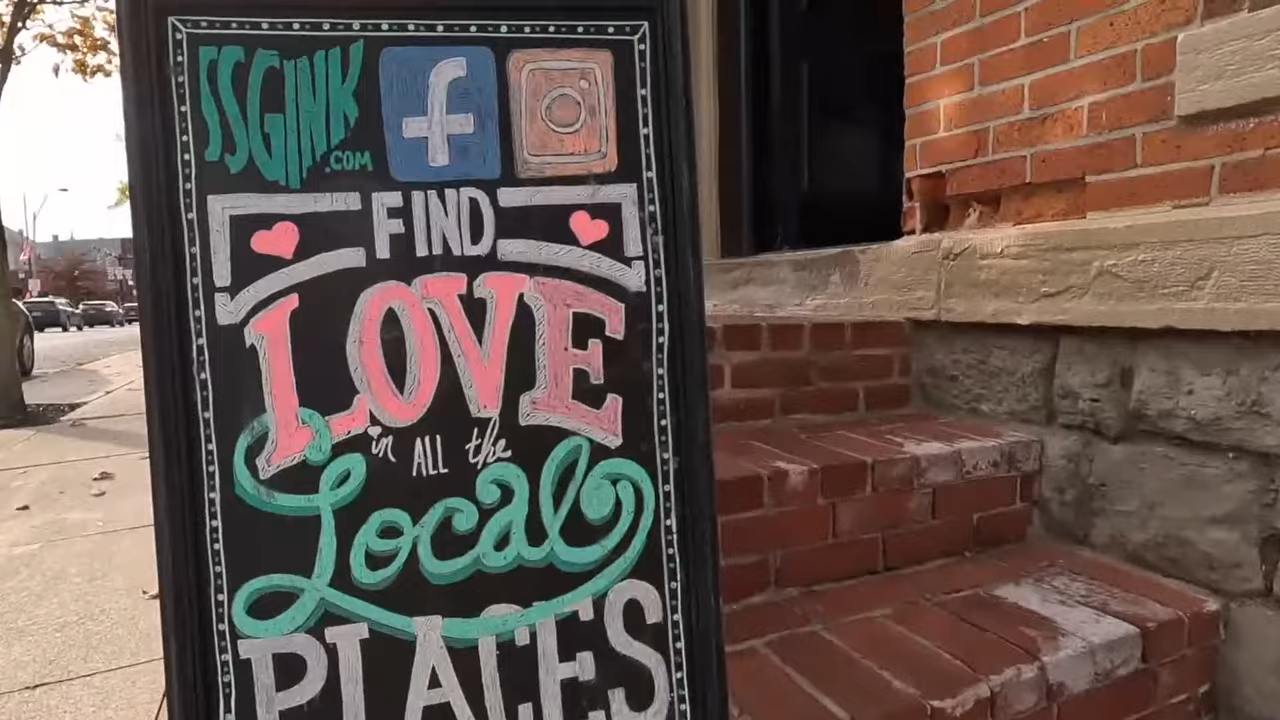 SSGINK
.COM
f
FIND
LOVE
in ALL the
Local
PLACES